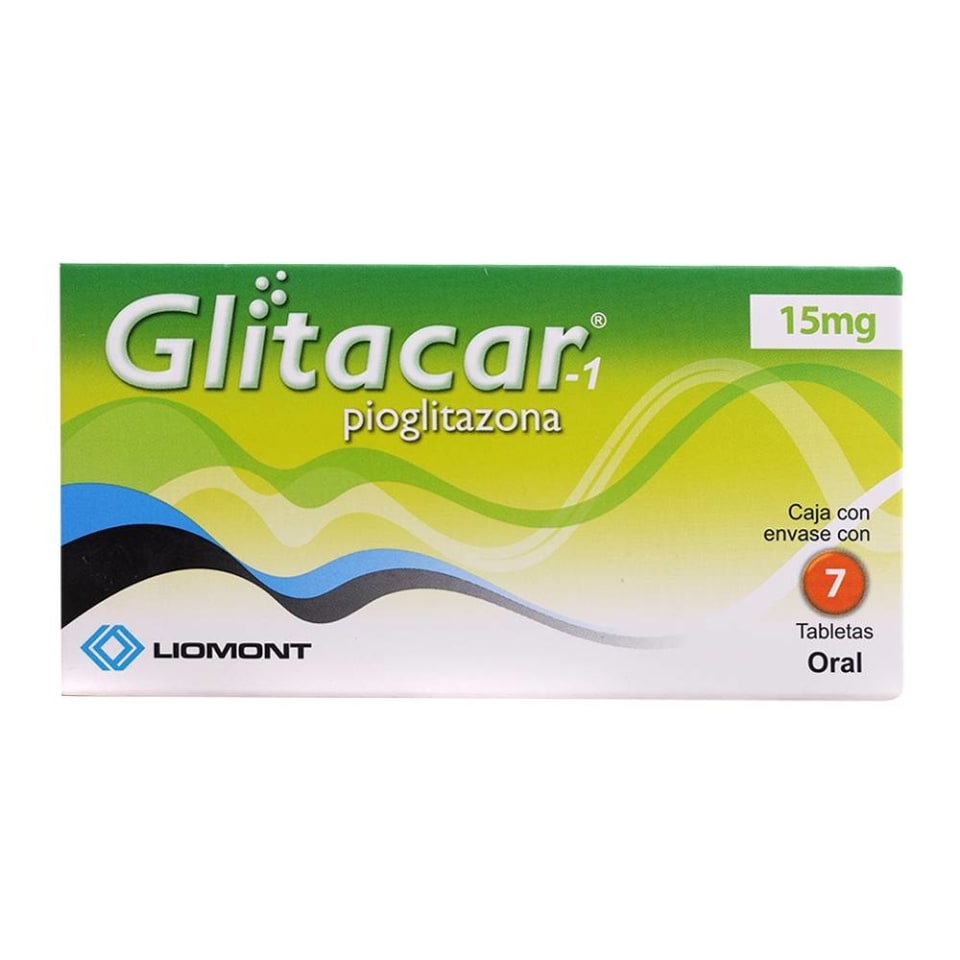 Glitacar®-1
pioglitazona
15mg
Caja con
envase con
7
Tabletas
Oral
LIOMONT